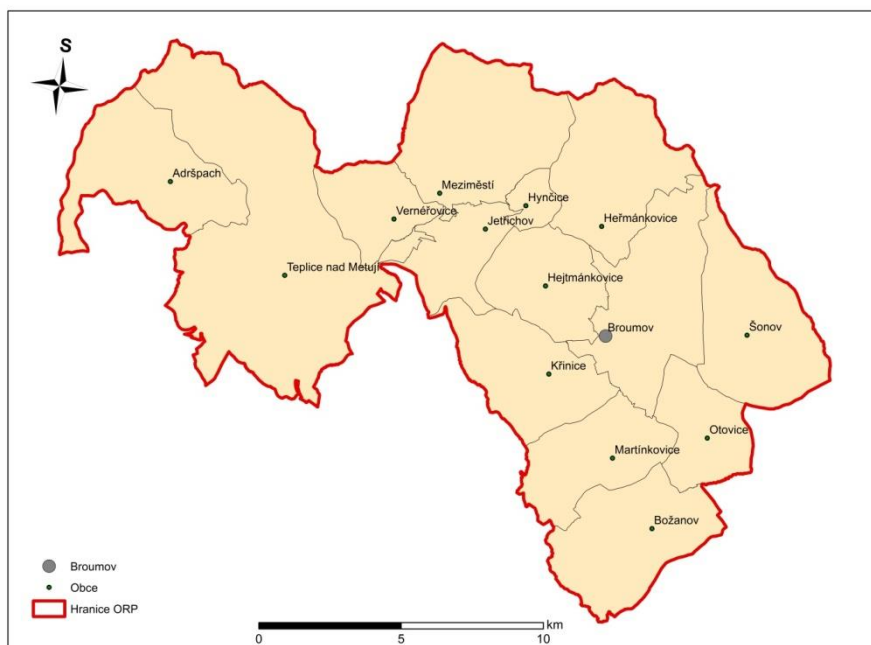 S
Adršpach
Meziměstí
Hynčice
Vernéřovice
Jetřichov
Heřmánkovice
Teplice nad Metují
Hejtmánkovice
Broumov
Šonov
Křinice
Otovice
Martínkovice
Božanov
Broumov
Obce
Hranice ORP
km
0 5 10